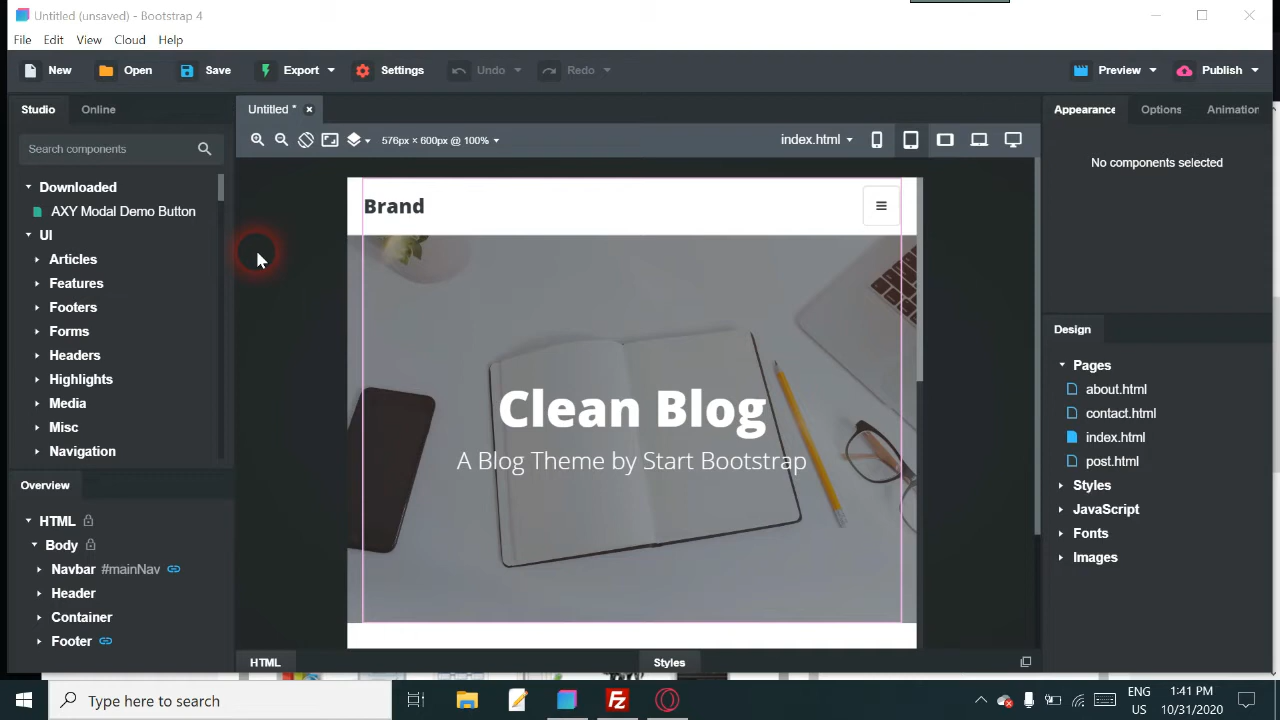 Untitled (unsaved) - Bootstrap 4
File Edit View Cloud Help
New Open Save Export Settings Undo Redo Preview Publish
Studio Online
Search components
Downloaded
AXY Modal Demo Button
UI
Articles
Features
Footers
Forms
Headers
Highlights
Media
Misc
Navigation
Overview
HTML
Body
Navbar #mainNav
Header
Container
Footer
Untitled *
576px × 600px @ 100%
index.html
Brand
Clean Blog
A Blog Theme by Start Bootstrap
HTML
Styles
Appearance Options Animation
No components selected
Design
Pages
about.html
contact.html
index.html
post.html
Styles
JavaScript
Fonts
Images
Type here to search
ENG
US
1:41 PM
10/31/2020